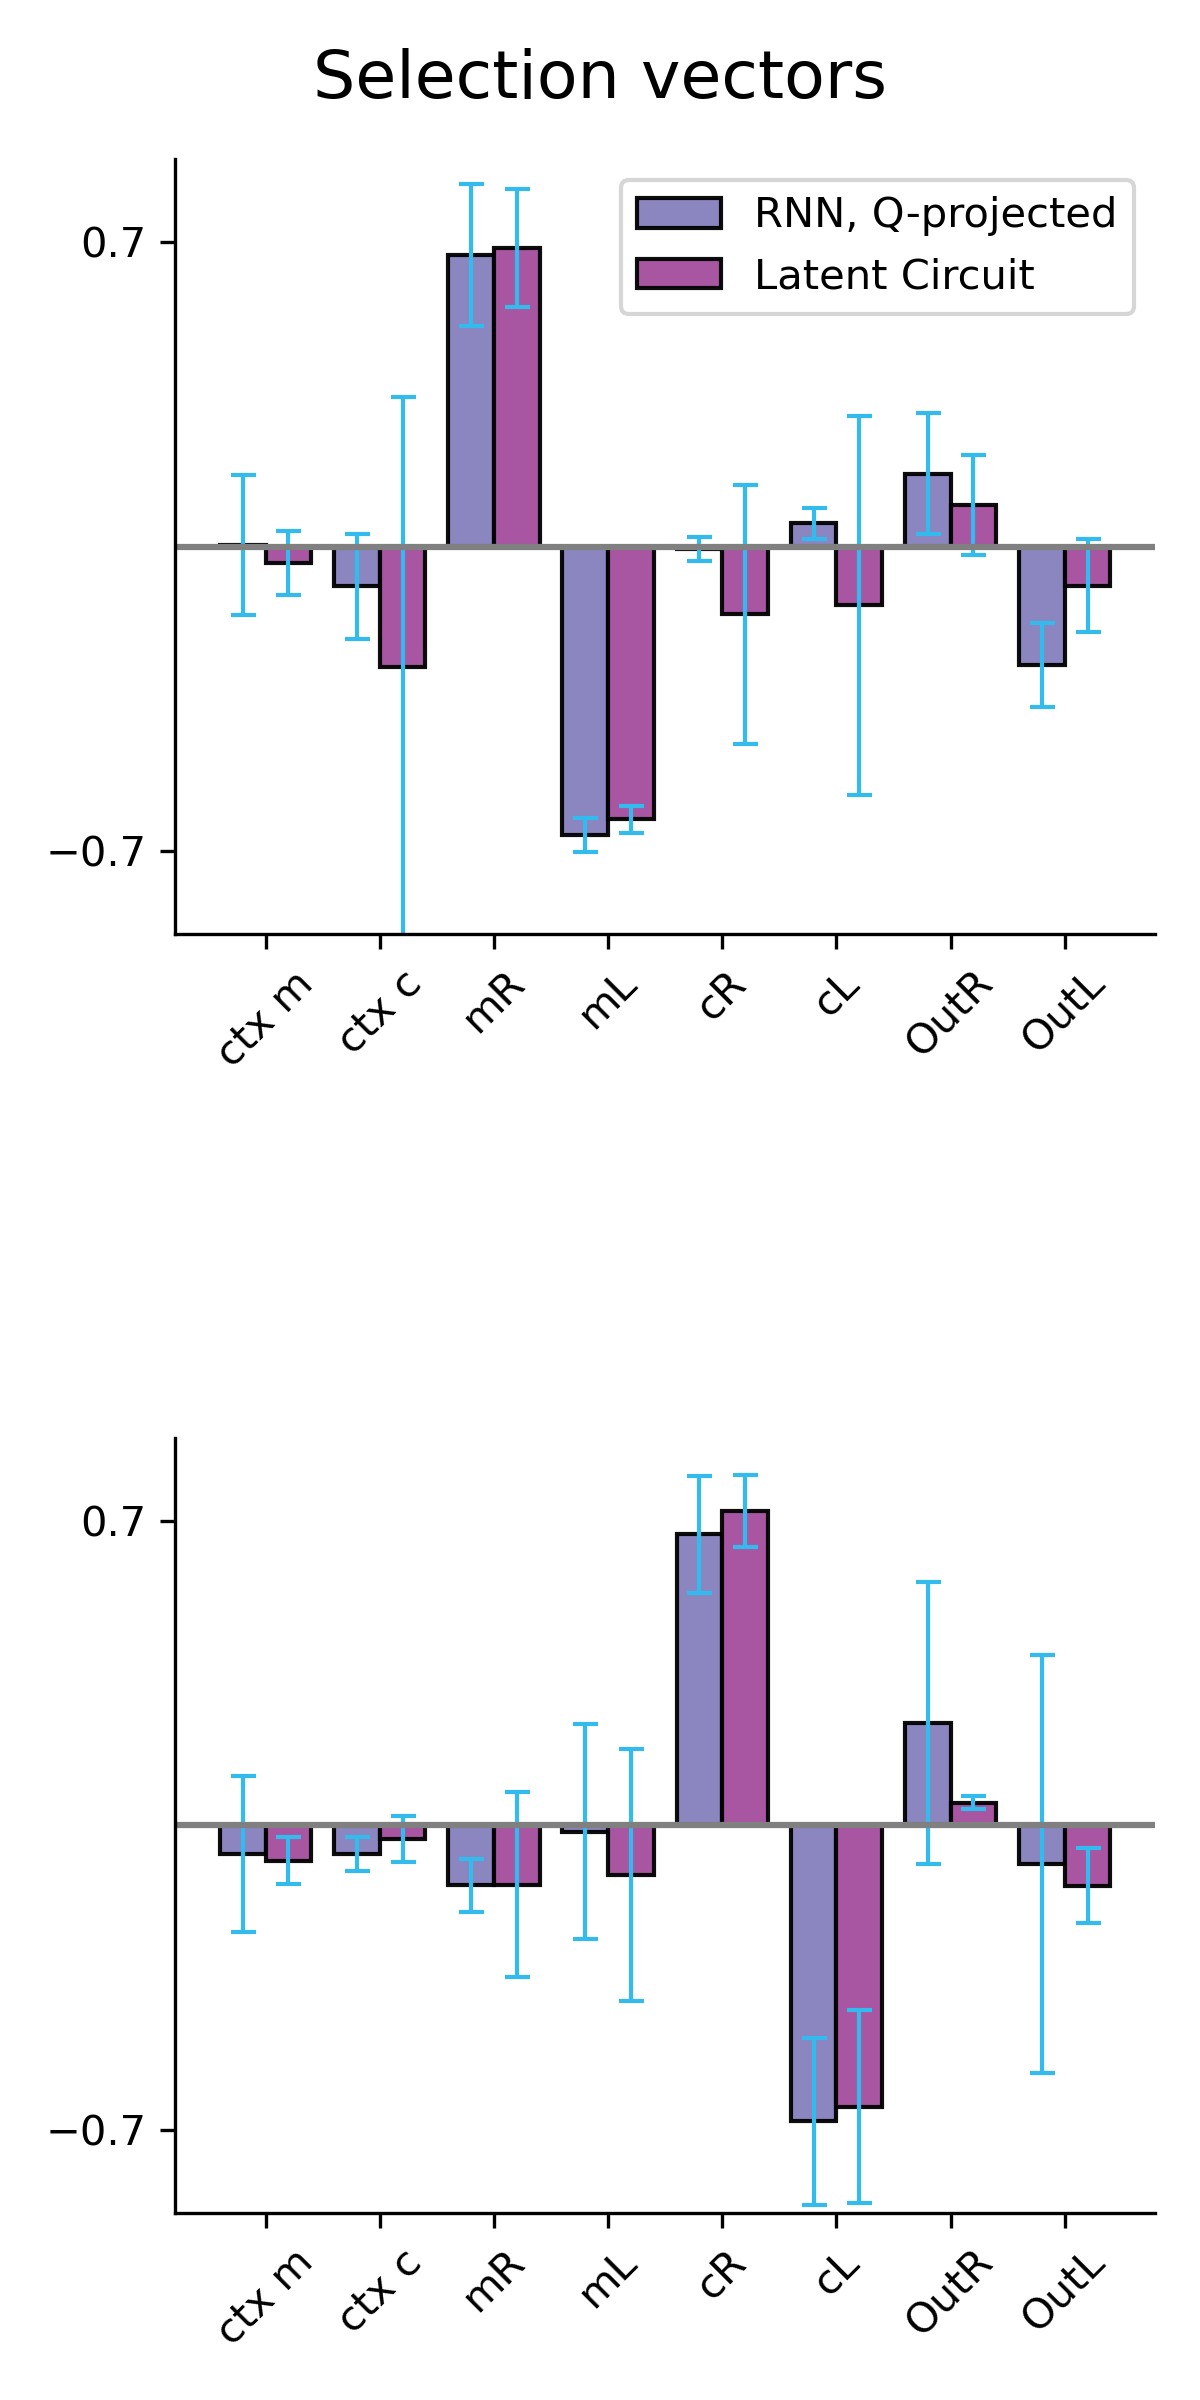 Selection vectors
RNN, Q-projected
Latent Circuit
0.7
−0.7
ctx m
ctx c
mR
mL
cR
cL
OutR
OutL
0.7
−0.7
ctx m
ctx c
mR
mL
cR
cL
OutR
OutL